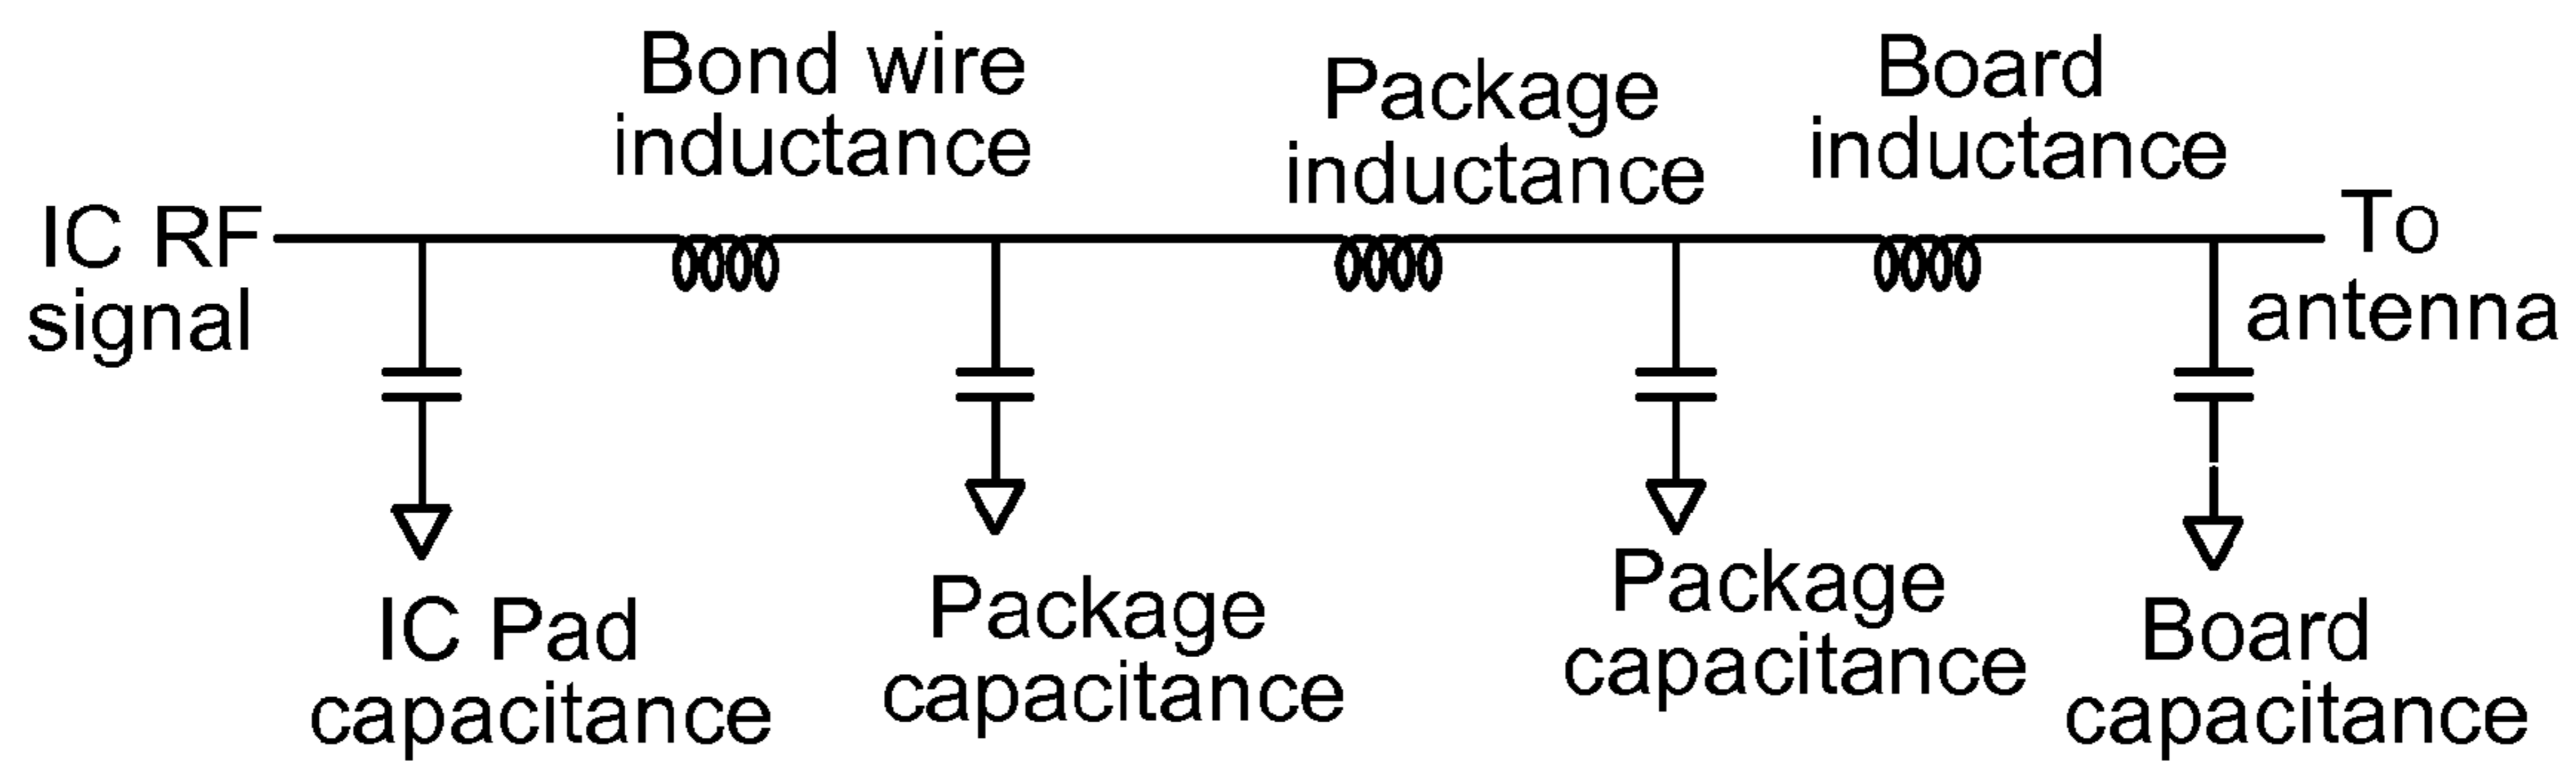 Bond wire
inductance
Package
inductance
Board
inductance
IC RF
signal
To
antenna
IC Pad
capacitance
Package
capacitance
Package
capacitance
Board
capacitance